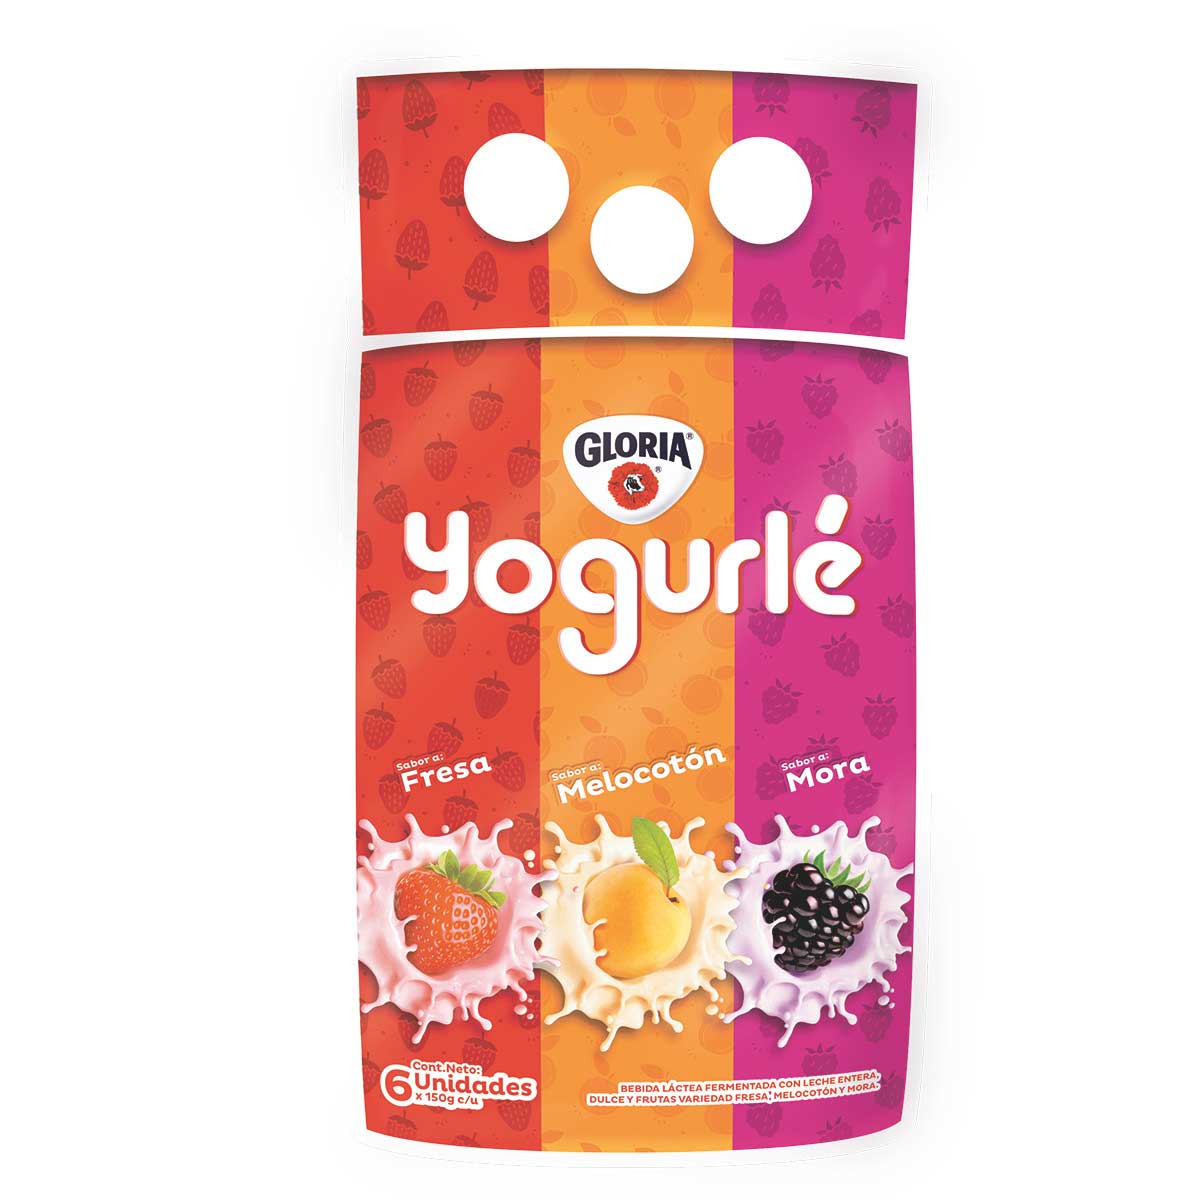 GLORIA®
®
Yogurlé
Sabor a:
Fresa
Sabor a:
Melocotón
Sabor a:
Mora
Cont.Neto:
6 Unidades
x 150g c/u
BEBIDA LÁCTEA FERMENTADA CON LECHE ENTERA,
DULCE Y FRUTAS VARIEDAD FRESA, MELOCOTÓN Y MORA.